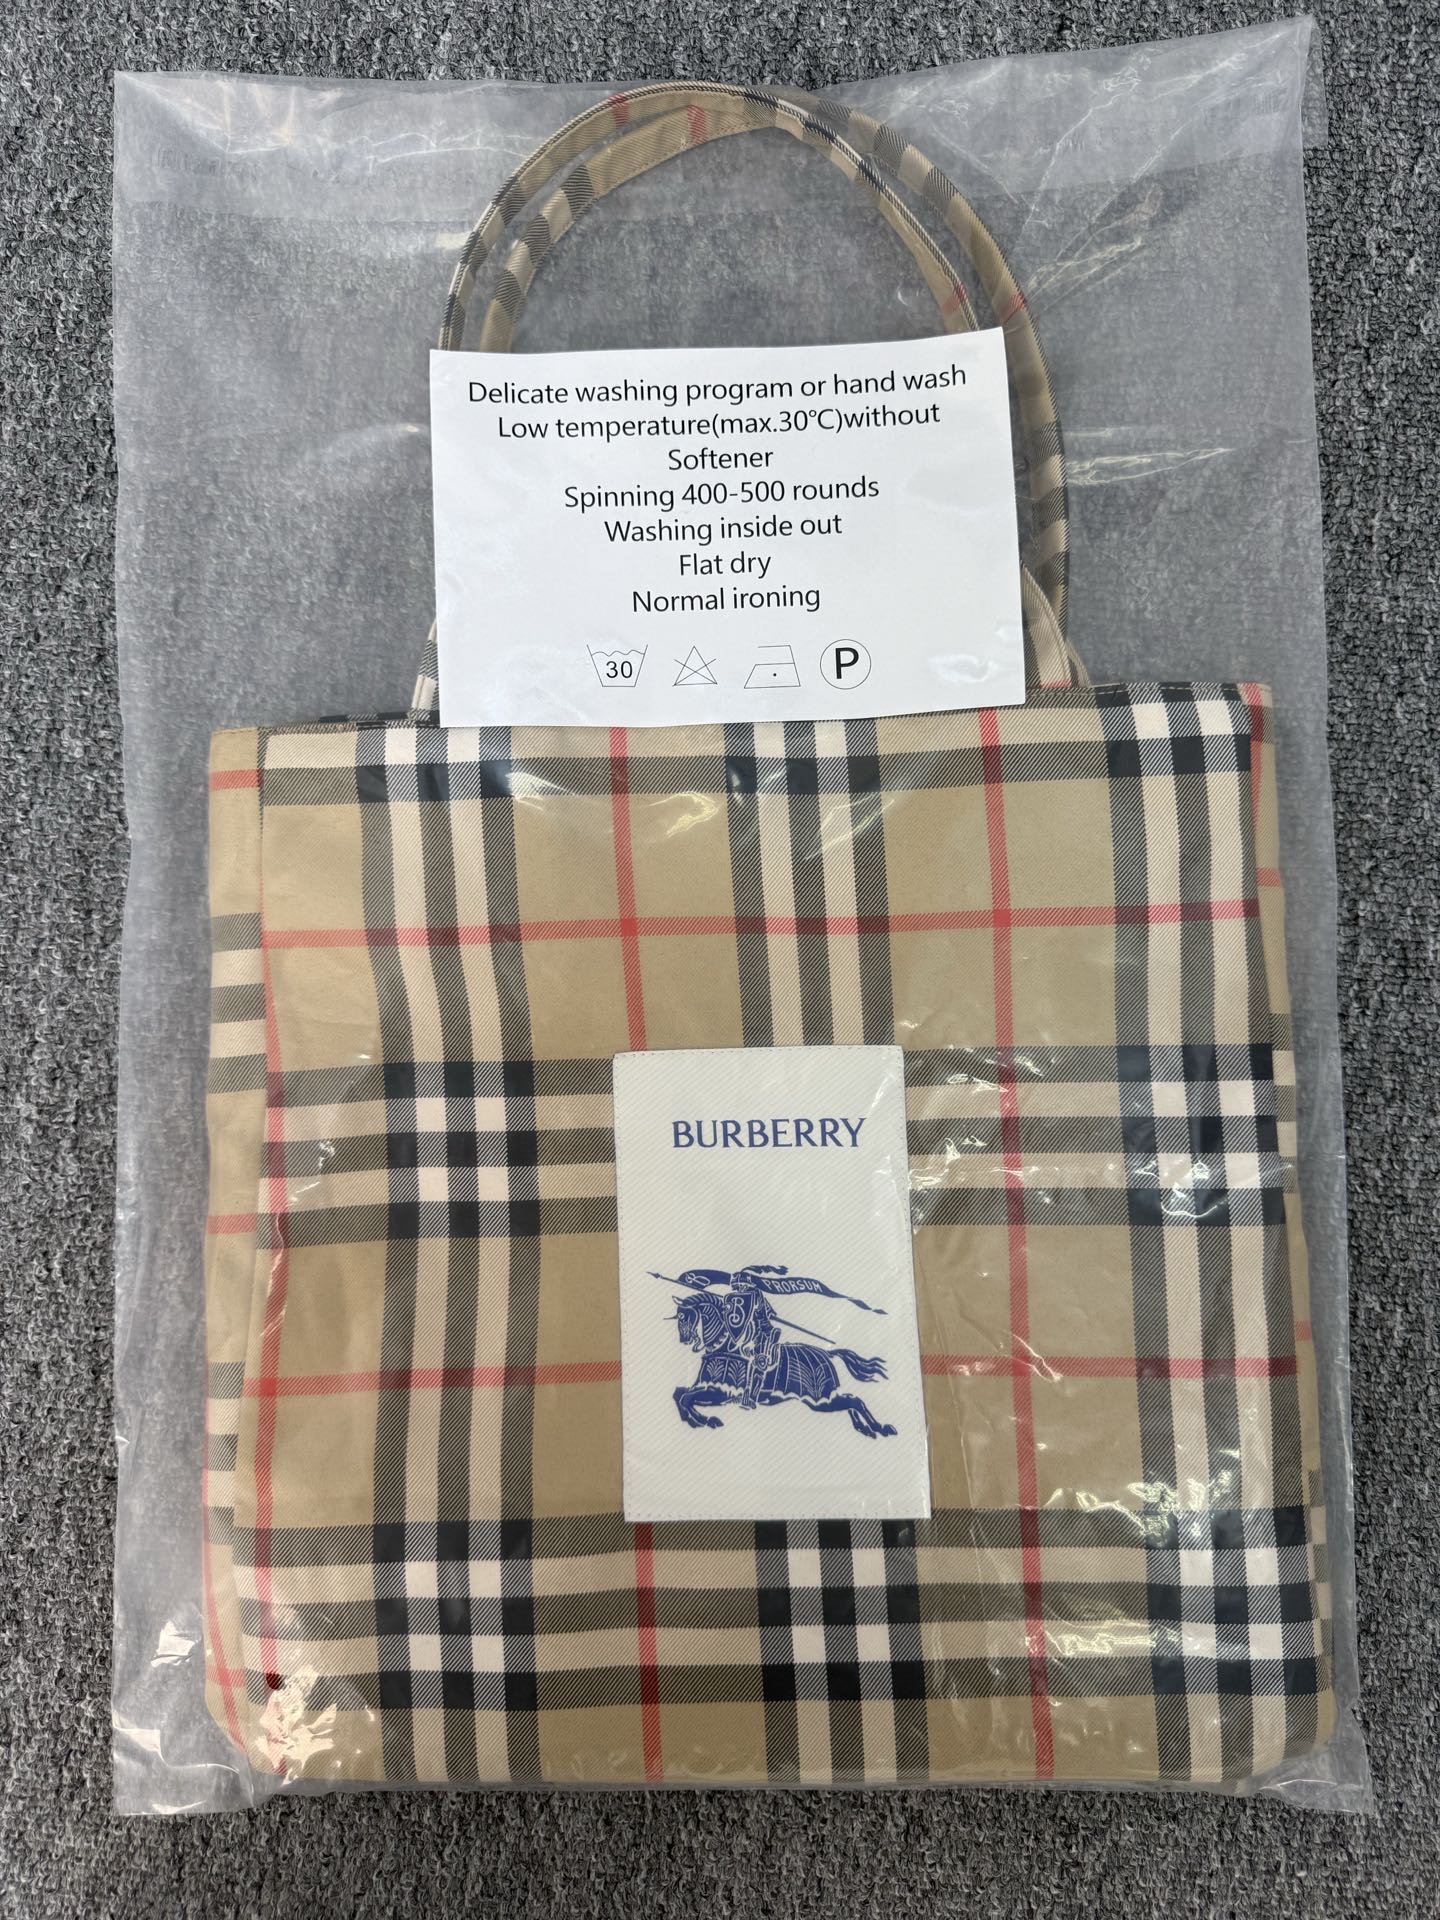 Delicate washing program or hand wash
Low temperature(max.30°C)without
Softener
Spinning 400-500 rounds
Washing inside out
Flat dry
Normal ironing
30
P
BURBERRY
PRORSUM
B